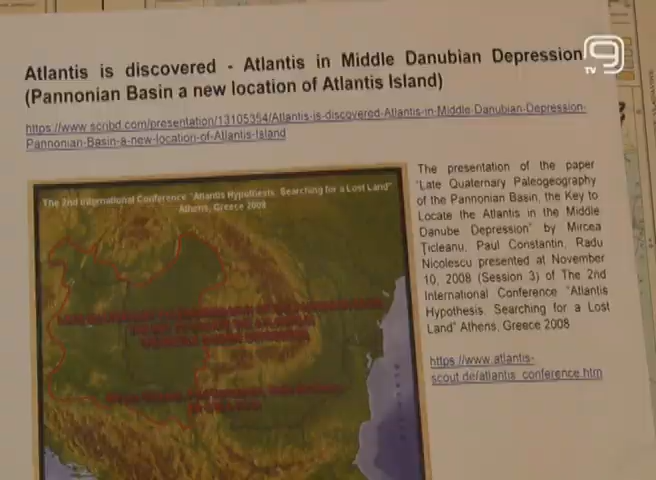 9
TV
Atlantis is discovered - Atlantis in Middle Danubian Depression
(Pannonian Basin a new location of Atlantis Island)
https://www.scribd.com/presentation/13105354/Atlantis-is-discovered-Atlantis-in-Middle-Danubian-Depression-
Pannonian-Basin-a-new-location-of-Atlantis-Island
The 2nd International Conference "Atlantis Hypothesis. Searching for a Lost Land"
Athens, Greece 2008
The presentation of the paper
"Late Quaternary Paleogeography
of the Pannonian Basin, the Key to
Locate the Atlantis in the Middle
Danube Depression" by Mircea
Ţicleanu, Paul Constantin, Radu
Nicolescu presented at November
10, 2008 (Session 3) of The 2nd
International Conference "Atlantis
Hypothesis, Searching for a Lost
Land" Athens, Greece 2008
https://www.atlantis-
scout.de/atlantis_conference.htm